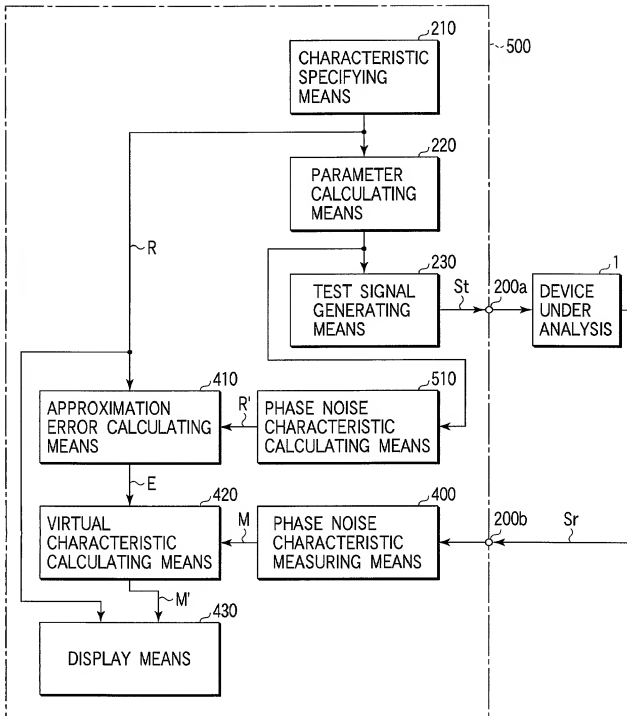 210
500
CHARACTERISTIC
SPECIFYING
MEANS
220
PARAMETER
CALCULATING
MEANS
R
230
TEST SIGNAL
GENERATING
MEANS
St
200a
1
DEVICE
UNDER
ANALYSIS
410
APPROXIMATION
ERROR CALCULATING
MEANS
R'
510
PHASE NOISE
CHARACTERISTIC
CALCULATING MEANS
E
420
VIRTUAL
CHARACTERISTIC
CALCULATING MEANS
M
400
PHASE NOISE
CHARACTERISTIC
MEASURING MEANS
200b
Sr
M'
430
DISPLAY MEANS